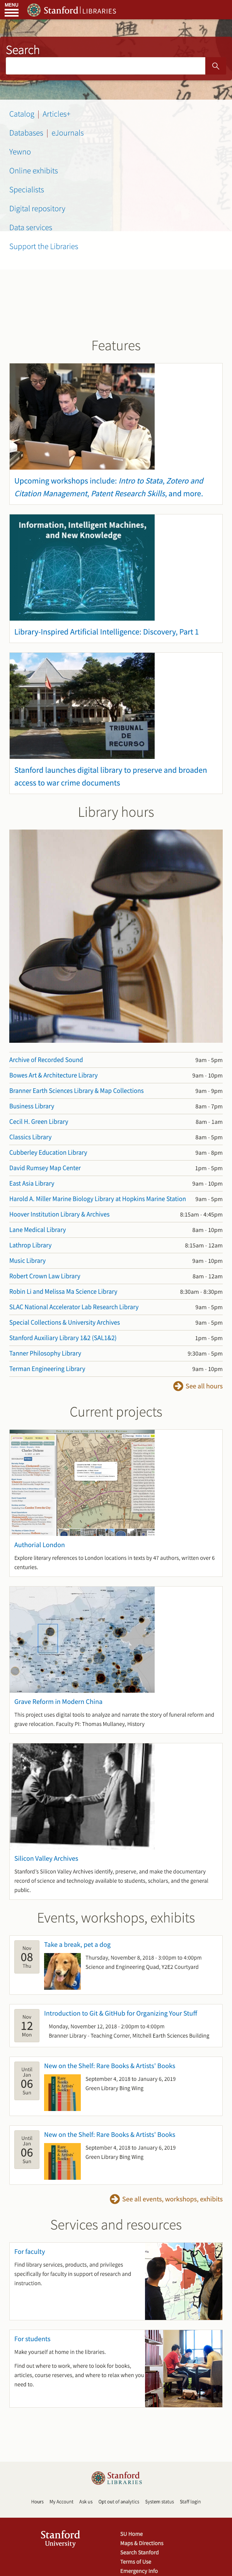 MENU
Stanford LIBRARIES
Search
Catalog | Articles+
Databases | eJournals
Yewno
Online exhibits
Specialists
Digital repository
Data services
Support the Libraries
Features
Upcoming workshops include: Intro to Stata, Zotero and
Citation Management, Patent Research Skills, and more.
Information, Intelligent Machines,
and New Knowledge
Library-Inspired Artificial Intelligence: Discovery, Part 1
TRIBUNAL
DE
RECURSO
Stanford launches digital library to preserve and broaden
access to war crime documents
Library hours
Archive of Recorded Sound 9am - 5pm
Bowes Art & Architecture Library 9am - 10pm
Branner Earth Sciences Library & Map Collections 9am - 9pm
Business Library 8am - 7pm
Cecil H. Green Library 8am - 1am
Classics Library 8am - 5pm
Cubberley Education Library 9am - 8pm
David Rumsey Map Center 1pm - 5pm
East Asia Library 9am - 10pm
Harold A. Miller Marine Biology Library at Hopkins Marine Station 9am - 5pm
Hoover Institution Library & Archives 8:15am - 4:45pm
Lane Medical Library 8am - 10pm
Lathrop Library 8:15am - 12am
Music Library 9am - 10pm
Robert Crown Law Library 8am - 12am
Robin Li and Melissa Ma Science Library 8:30am - 8:30pm
SLAC National Accelerator Lab Research Library 9am - 5pm
Special Collections & University Archives 9am - 5pm
Stanford Auxiliary Library 1&2 (SAL1&2) 1pm - 5pm
Tanner Philosophy Library 9:30am - 5pm
Terman Engineering Library 9am - 10pm
See all hours
Current projects
Authorial London
Explore literary references to London locations in texts by 47 authors, written over 6
centuries.
Grave Reform in Modern China
This project uses digital tools to analyze and narrate the story of funeral reform and
grave relocation. Faculty PI: Thomas Mullaney, History
Silicon Valley Archives
Stanford's Silicon Valley Archives identify, preserve, and make the documentary
record of science and technology available to students, scholars, and the general
public.
Events, workshops, exhibits
Nov
08
Thu
Take a break, pet a dog
Thursday, November 8, 2018 - 3:00pm to 4:00pm
Science and Engineering Quad, Y2E2 Courtyard
Nov
12
Mon
Introduction to Git & GitHub for Organizing Your Stuff
Monday, November 12, 2018 - 2:00pm to 4:00pm
Branner Library - Teaching Corner, Mitchell Earth Sciences Building
Until
Jan
06
Sun
New on the Shelf: Rare Books & Artists' Books
September 4, 2018 to January 6, 2019
Green Library Bing Wing
Until
Jan
06
Sun
New on the Shelf: Rare Books & Artists' Books
September 4, 2018 to January 6, 2019
Green Library Bing Wing
See all events, workshops, exhibits
Services and resources
For faculty
Find library services, products, and privileges
specifically for faculty in support of research and
instruction.
For students
Make yourself at home in the libraries.
Find out where to work, where to look for books,
articles, course reserves, and where to relax when you
need to.
Stanford
LIBRARIES
Hours My Account Ask us Opt out of analytics System status Staff login
Stanford
University
SU Home
Maps & Directions
Search Stanford
Terms of Use
Emergency Info